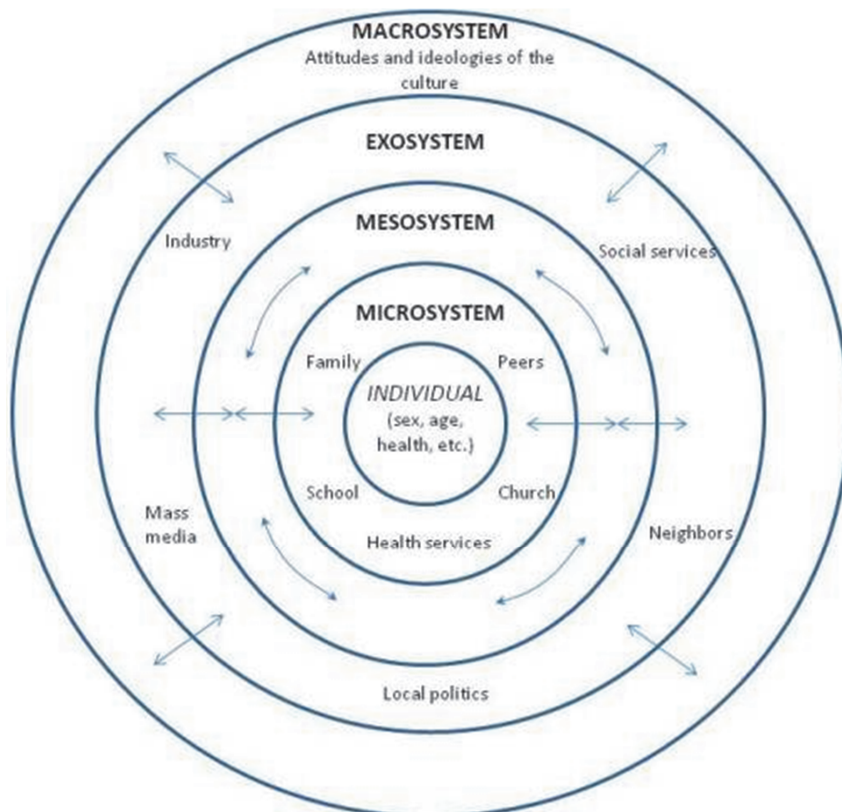 MACROSYSTEM
Attitudes and ideologies of the
culture
EXOSYSTEM
MESOSYSTEM
Industry
Social services
MICROSYSTEM
Family
Peers
INDIVIDUAL
(sex, age,
health, etc.)
School
Church
Mass
media
Health services
Neighbors
Local politics